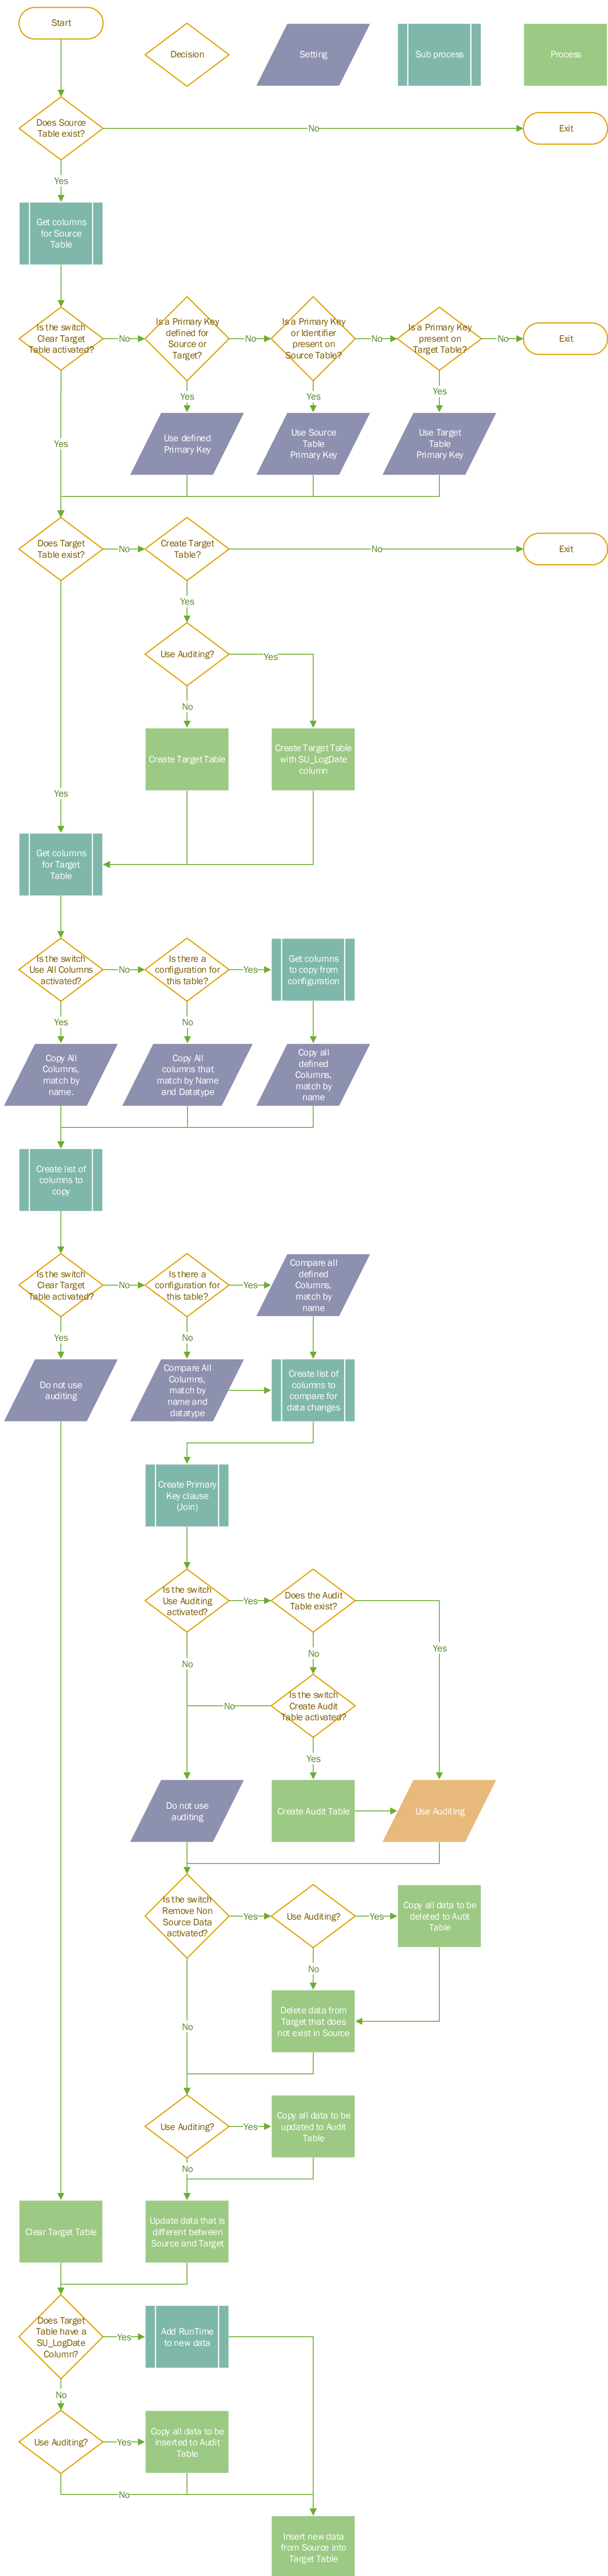 Start
Decision
Setting
Sub process
Process
Does Source
Table exist?
No
Exit
Yes
Get columns
for Source
Table
Is the switch
Clear Target
Table activated?
No
Is a Primary Key
defined for
Source or
Target?
No
Is a Primary Key
or Identifier
present on
Source Table?
No
Is a Primary Key
present on
Target Table?
No
Exit
Yes
Yes
Yes
Yes
Use defined
Primary Key
Use Source
Table
Primary Key
Use Target
Table
Primary Key
Does Target
Table exist?
No
Create Target
Table?
No
Exit
Yes
Use Auditing?
Yes
No
Create Target Table
Create Target Table
with SU_LogDate
column
Yes
Get columns
for Target
Table
Is the switch
Use All Columns
activated?
No
Is there a
configuration for
this table?
Yes
Get columns
to copy from
configuration
Yes
No
Copy All
Columns,
match by
name.
Copy All
columns that
match by Name
and Datatype
Copy all
defined
Columns,
match by
name
Create list of
columns to
copy
Is the switch
Clear Target
Table activated?
No
Is there a
configuration for
this table?
Yes
Compare all
defined
Columns,
match by
name
Yes
No
Do not use
auditing
Compare All
Columns,
match by
name and
datatype
Create list of
columns to
compare for
data changes
Create Primary
Key clause
(Join)
Is the switch
Use Auditing
activated?
Yes
Does the Audit
Table exist?
Yes
No
No
Is the switch
Create Audit
Table activated?
No
Yes
Do not use
auditing
Create Audit Table
Use Auditing
Is the switch
Remove Non
Source Data
activated?
Yes
Use Auditing?
Yes
Copy all data to be
deleted to Autit
Table
No
Delete data from
Target that does
not exist in Source
No
Use Auditing?
Yes
Copy all data to be
updated to Audit
Table
No
Clear Target Table
Update data that is
different between
Source and Target
Does Target
Table have a
SU_LogDate
Column?
Yes
Add RunTime
to new data
No
Use Auditing?
Yes
Copy all data to be
inserted to Audit
Table
No
Insert new data
from Source into
Target Table